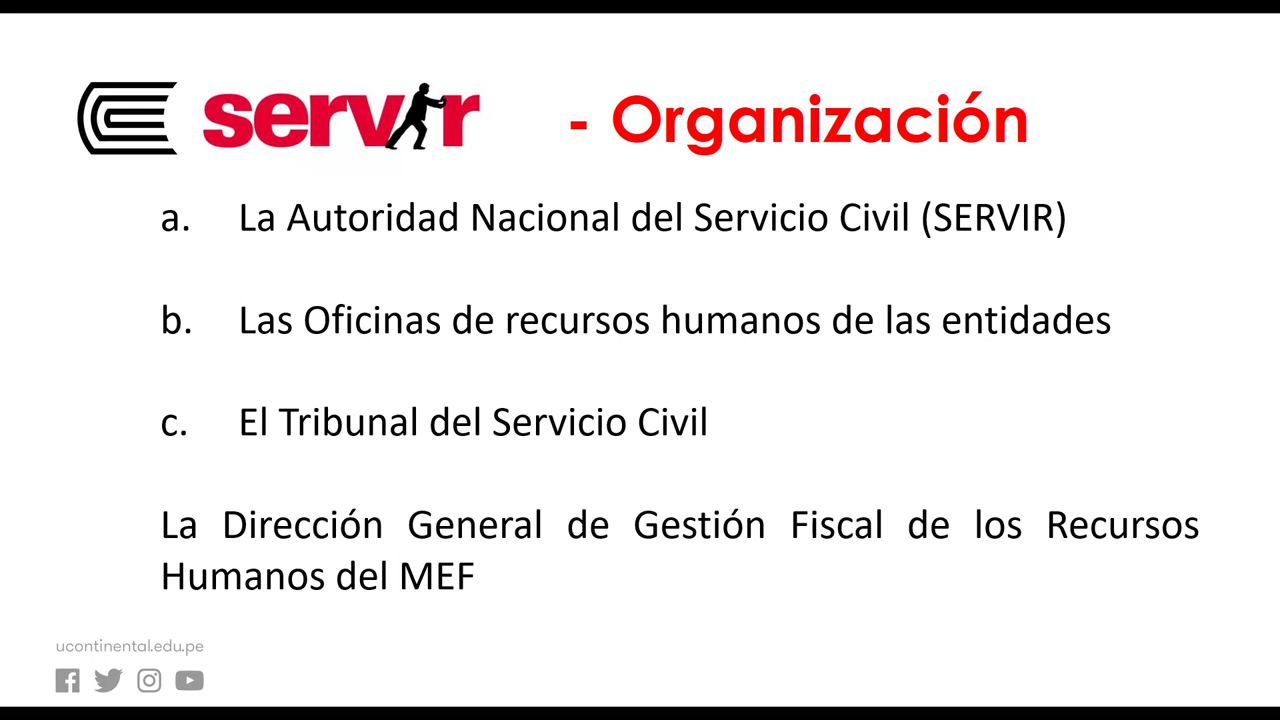 servir - Organización
a. La Autoridad Nacional del Servicio Civil (SERVIR)
b. Las Oficinas de recursos humanos de las entidades
c. El Tribunal del Servicio Civil
La Dirección General de Gestión Fiscal de los Recursos
Humanos del MEF
ucontinental.edu.pe